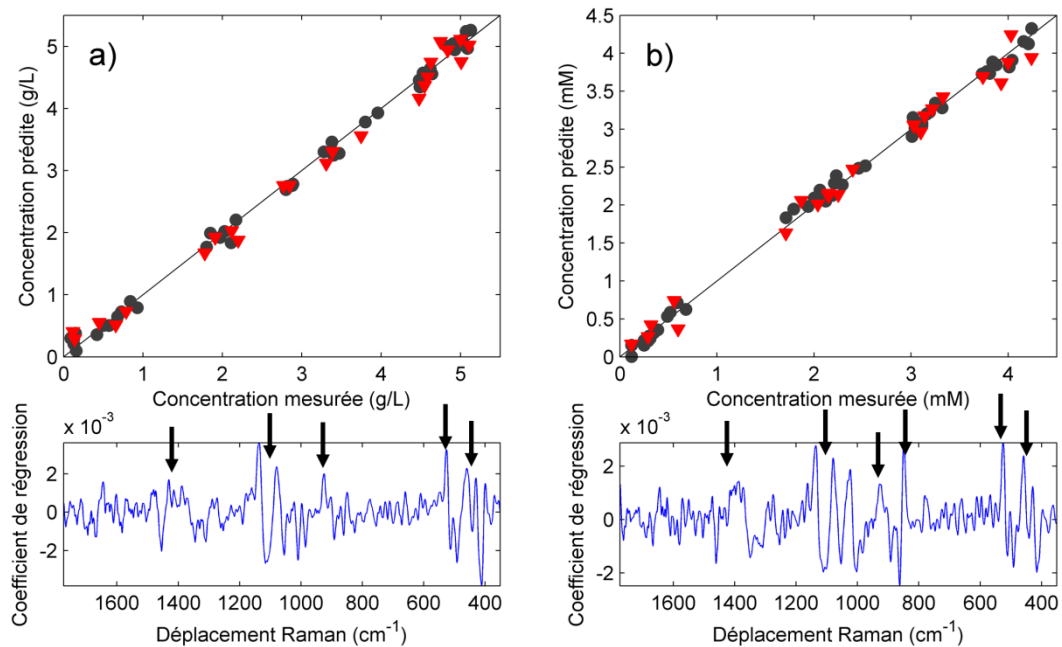 a)
Concentration prédite (g/L)
5
4
3
2
1
0
0 1 2 3 4 5
Concentration mesurée (g/L)
b)
Concentration prédite (mM)
4.5
4
3.5
3
2.5
2
1.5
1
0.5
0
0 1 2 3 4
Concentration mesurée (mM)
x 10⁻³
Coefficient de régression
2
0
-2
1600 1400 1200 1000 800 600 400
Déplacement Raman (cm⁻¹)
x 10⁻³
Coefficient de régression
2
0
-2
1600 1400 1200 1000 800 600 400
Déplacement Raman (cm⁻¹)